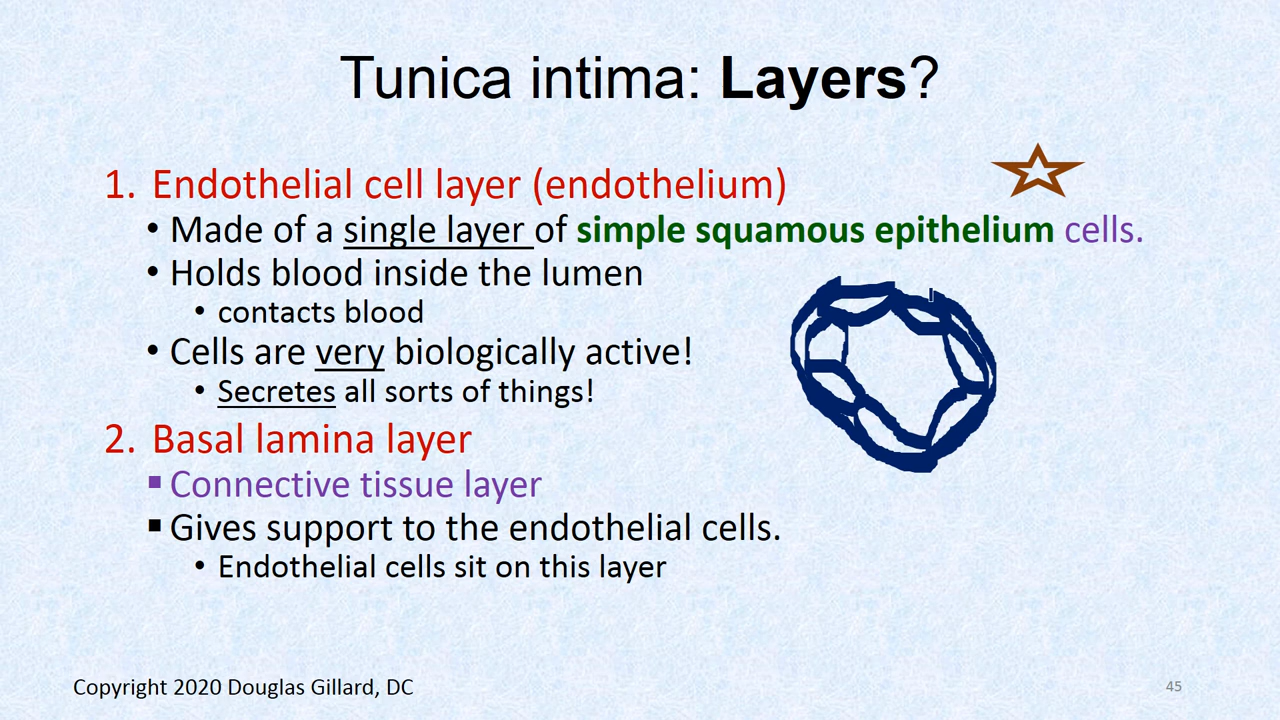 Tunica intima: Layers?
1. Endothelial cell layer (endothelium)
• Made of a single layer of simple squamous epithelium cells.
• Holds blood inside the lumen
• contacts blood
• Cells are very biologically active!
• Secretes all sorts of things!
2. Basal lamina layer
▪ Connective tissue layer
▪ Gives support to the endothelial cells.
• Endothelial cells sit on this layer
Copyright 2020 Douglas Gillard, DC
45